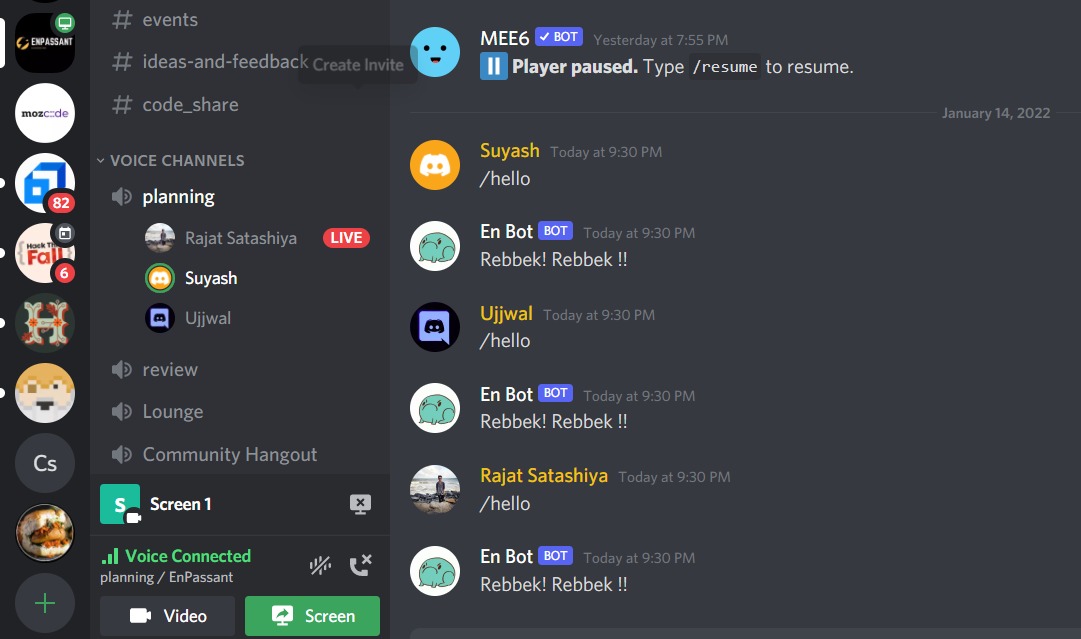 ENPASSANT
mozc::de
82
Hack The
Fall
6
H
Cs
# events
# ideas-and-feedback
Create Invite
# code_share
VOICE CHANNELS
planning
Rajat Satashiya LIVE
Suyash
Ujjwal
review
Lounge
Community Hangout
S Screen 1
Voice Connected
planning / EnPassant
Video Screen
MEE6 ✓ BOT Yesterday at 7:55 PM
Player paused. Type /resume to resume.
January 14, 2022
Suyash Today at 9:30 PM
/hello
En Bot BOT Today at 9:30 PM
Rebbek! Rebbek !!
Ujjwal Today at 9:30 PM
/hello
En Bot BOT Today at 9:30 PM
Rebbek! Rebbek !!
Rajat Satashiya Today at 9:30 PM
/hello
En Bot BOT Today at 9:30 PM
Rebbek! Rebbek !!